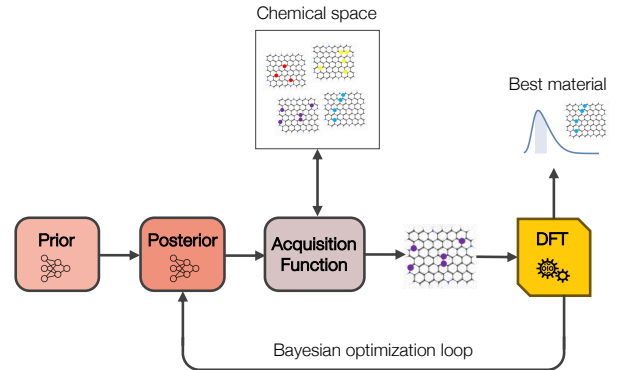 Chemical space
Best material
Prior
Posterior
Acquisition
Function
DFT
Bayesian optimization loop